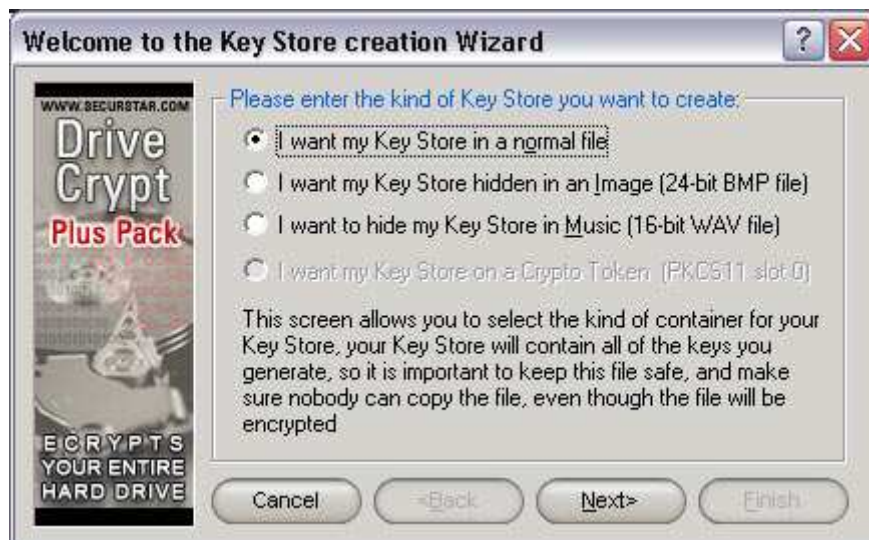 Welcome to the Key Store creation Wizard
WWW.SECURSTAR.COM
Drive
Crypt
Plus Pack
ECRYPTS
YOUR ENTIRE
HARD DRIVE
Please enter the kind of Key Store you want to create:
I want my Key Store in a normal file
I want my Key Store hidden in an Image (24-bit BMP file)
I want to hide my Key Store in Music (16-bit WAV file)
I want my Key Store on a Crypto Token (PKCS11 slot 0)
This screen allows you to select the kind of container for your
Key Store, your Key Store will contain all of the keys you
generate, so it is important to keep this file safe, and make
sure nobody can copy the file, even though the file will be
encrypted
Cancel
<Back
Next>
Finish